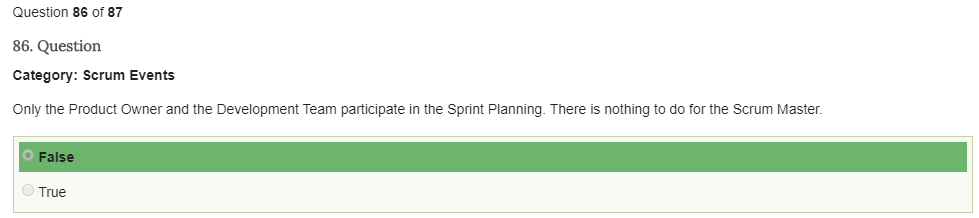 Question 86 of 87
86. Question
Category: Scrum Events
Only the Product Owner and the Development Team participate in the Sprint Planning. There is nothing to do for the Scrum Master.
False
True